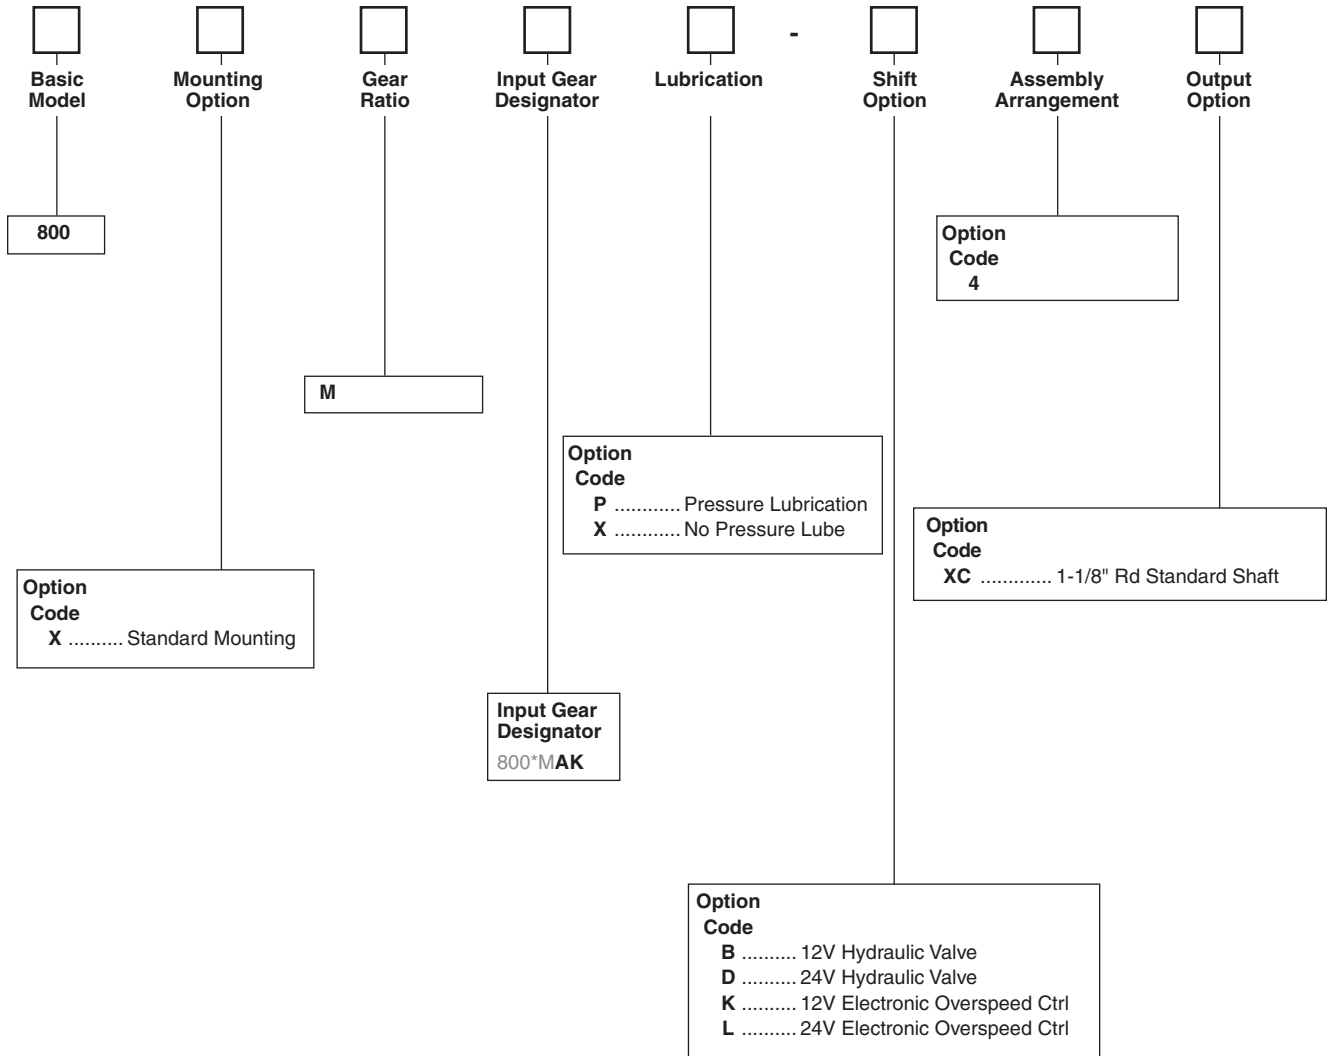 -
Basic
Model
Mounting
Option
Gear
Ratio
Input Gear
Designator
Lubrication
Shift
Option
Assembly
Arrangement
Output
Option
800
Option
Code
4
M
Option
Code
P ............ Pressure Lubrication
X ............ No Pressure Lube
Option
Code
XC ............. 1-1/8" Rd Standard Shaft
Option
Code
X .......... Standard Mounting
Input Gear
Designator
800*MAK
Option
Code
B .......... 12V Hydraulic Valve
D .......... 24V Hydraulic Valve
K .......... 12V Electronic Overspeed Ctrl
L .......... 24V Electronic Overspeed Ctrl